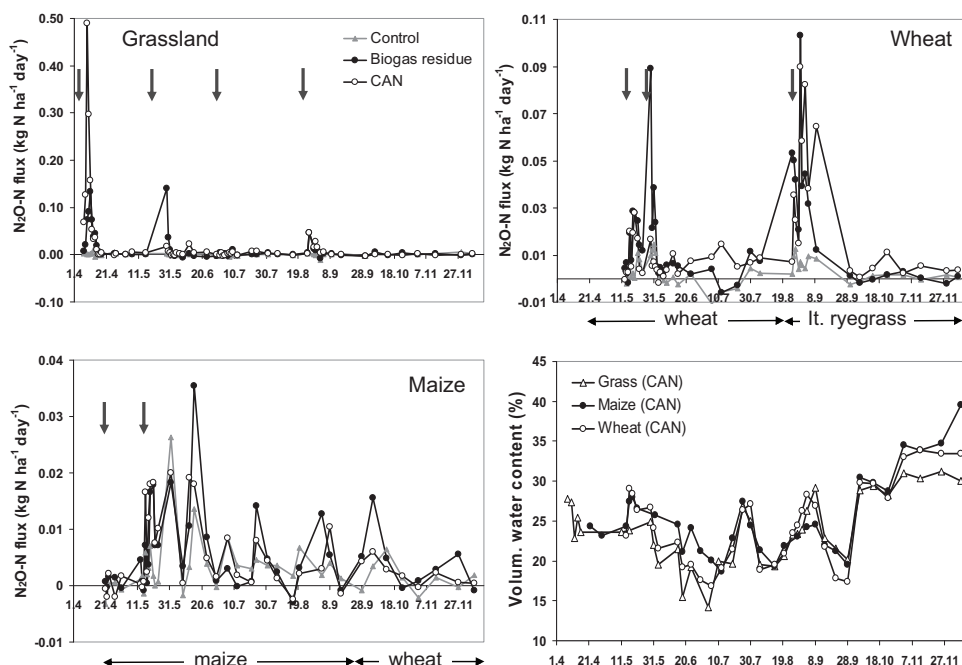 Grassland
N₂O-N flux (kg N ha⁻¹ day⁻¹)
0.50
0.40
0.30
0.20
0.10
0.00
-0.10
Control
Biogas residue
CAN
1.4 21.4 11.5 31.5 20.6 10.7 30.7 19.8 8.9 28.9 18.10 7.11 27.11
Wheat
N₂O-N flux (kg N ha⁻¹ day⁻¹)
0.11
0.09
0.07
0.05
0.03
0.01
-0.01
1.4 21.4 11.5 31.5 20.6 10.7 30.7 19.8 8.9 28.9 18.10 7.11 27.11
wheat It. ryegrass
Maize
N₂O-N flux (kg N ha⁻¹ day⁻¹)
0.04
0.03
0.02
0.01
0
-0.01
1.4 21.4 11.5 31.5 20.6 10.7 30.7 19.8 8.9 28.9 18.10 7.11 27.11
maize wheat
Volum. water content (%)
45
40
35
30
25
20
15
10
Grass (CAN)
Maize (CAN)
Wheat (CAN)
1.4 21.4 11.5 31.5 20.6 10.7 30.7 19.8 8.9 28.9 18.10 7.11 27.11